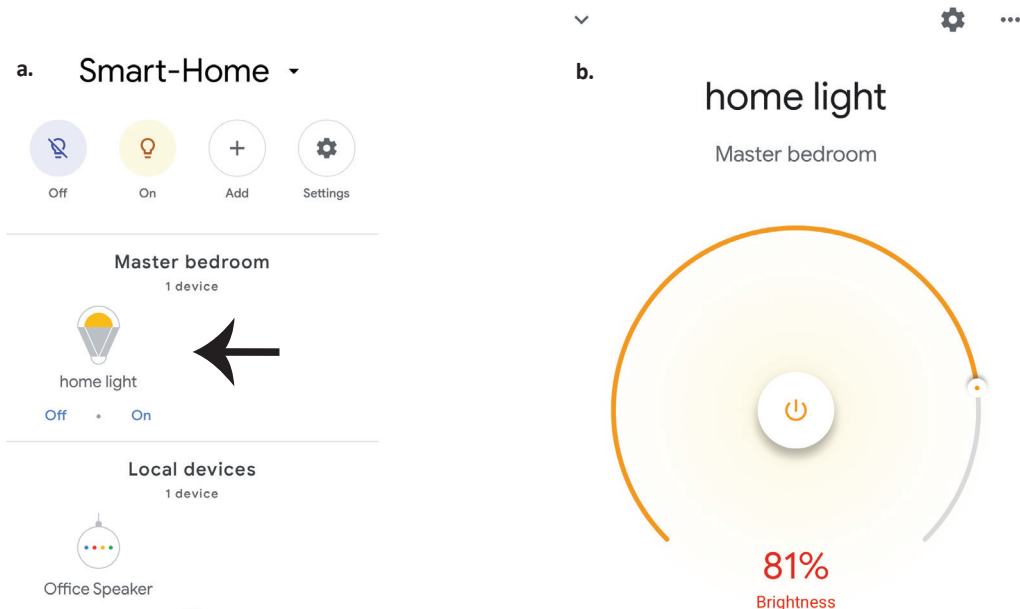 a.
Smart-Home
Off On Add Settings
Master bedroom
1 device
home light
Off • On
Local devices
1 device
Office Speaker
b.
home light
Master bedroom
81%
Brightness